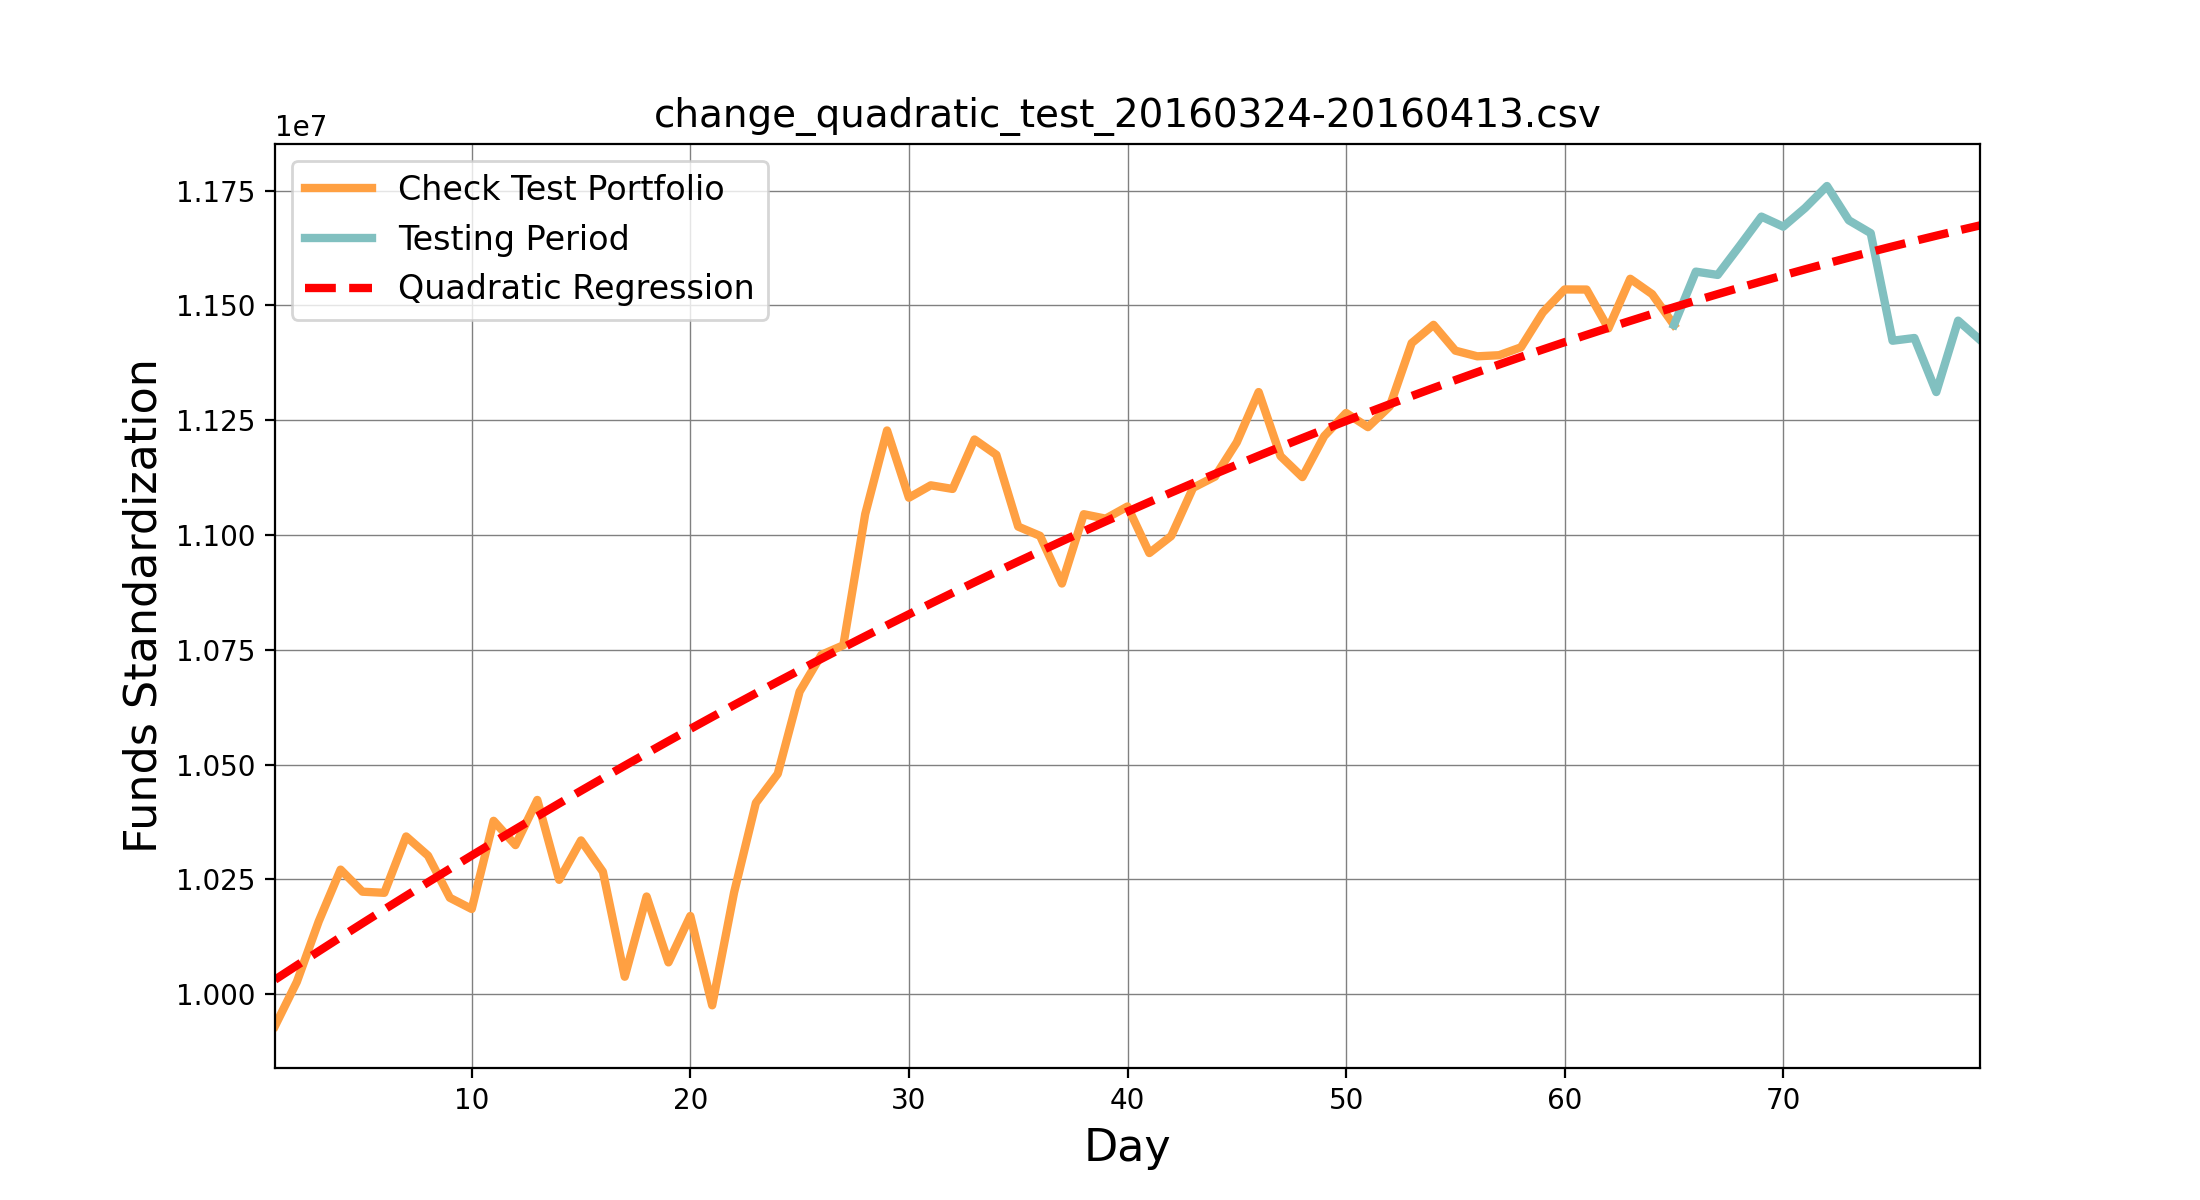 change_quadratic_test_20160324-20160413.csv
1e7
Check Test Portfolio
Testing Period
Quadratic Regression
1.175
1.150
1.125
1.100
1.075
1.050
1.025
1.000
Funds Standardization
10 20 30 40 50 60 70
Day